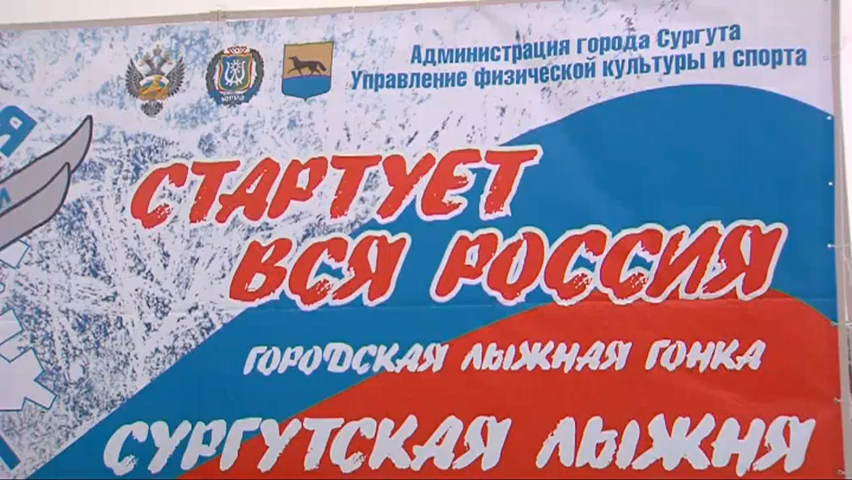 Администрация города Сургута
Управление физической культуры и спорта
СТАРТУЕТ
ВСЯ РОССИЯ
ГОРОДСКАЯ ЛЫЖНАЯ ГОНКА
СУРГУТСКАЯ ЛЫЖНЯ